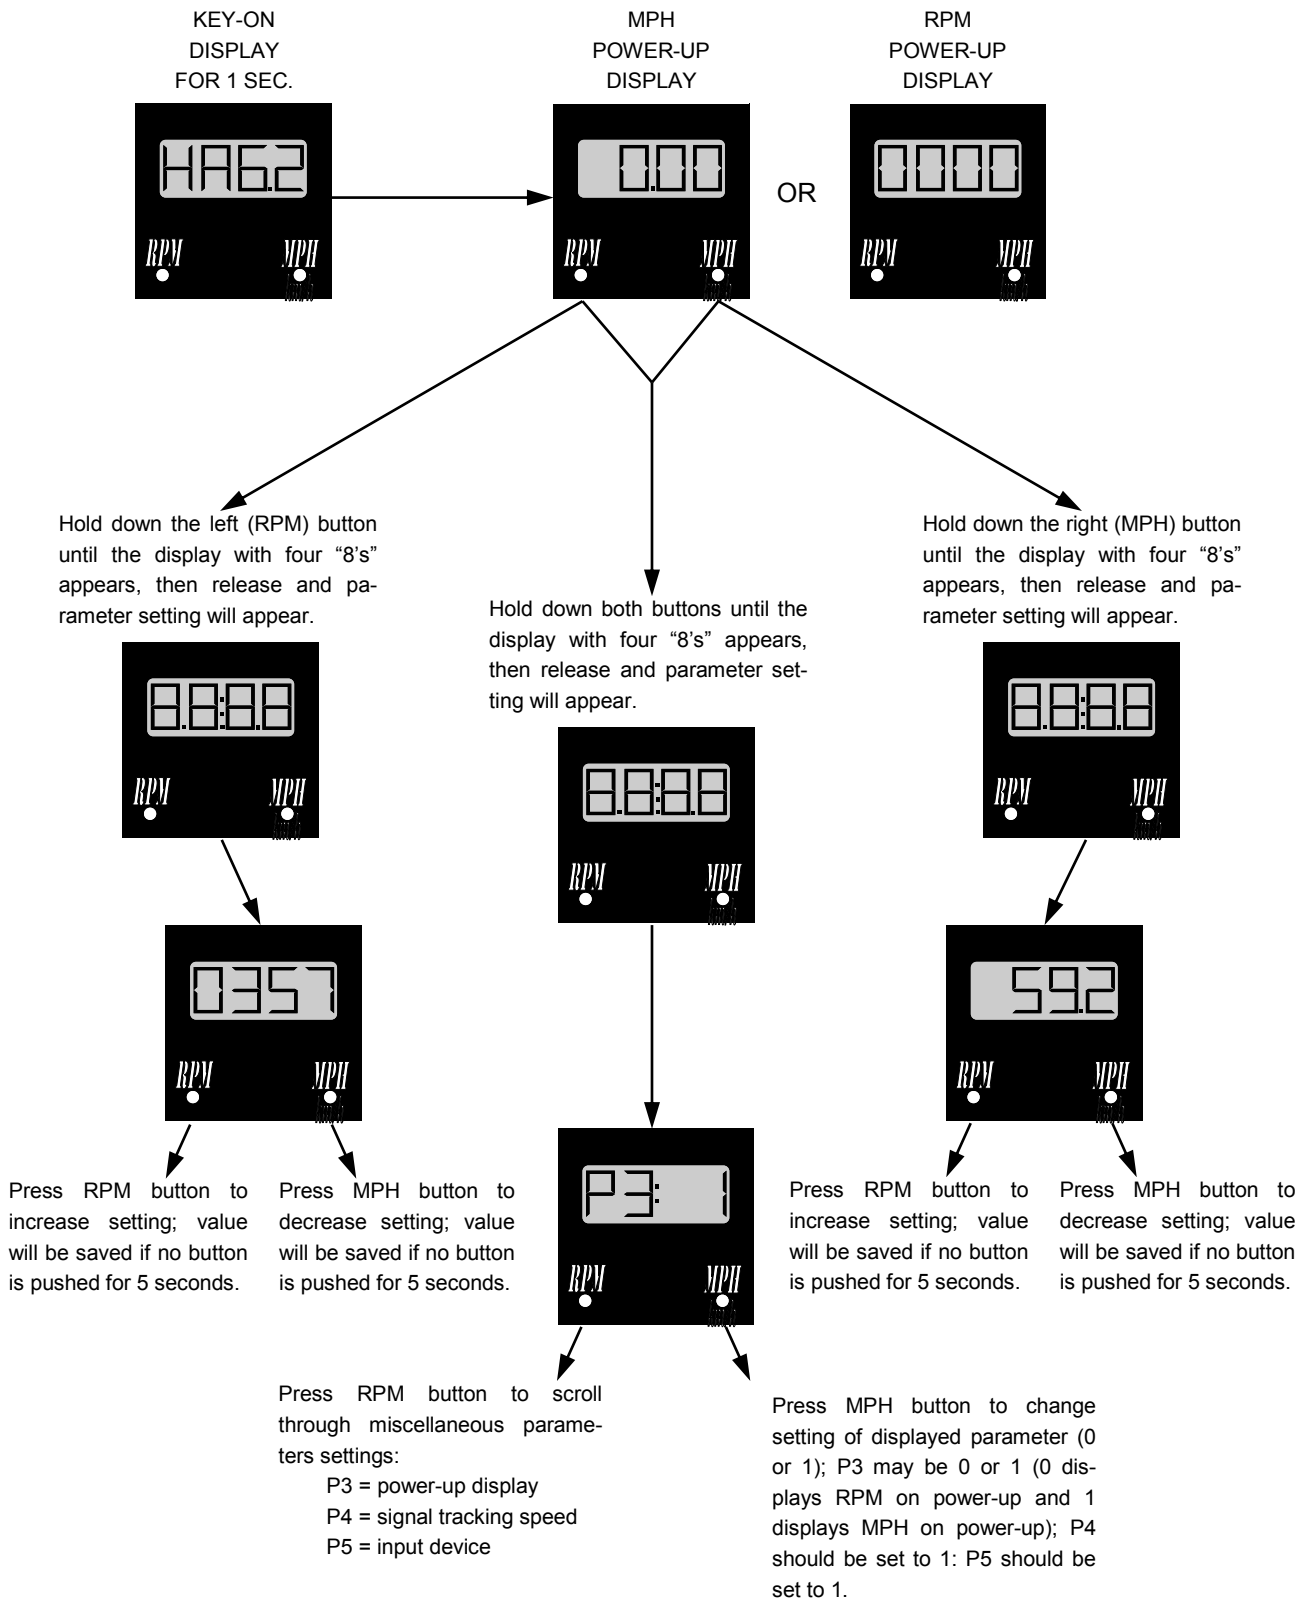 KEY-ON
DISPLAY
FOR 1 SEC.
MPH
POWER-UP
DISPLAY
RPM
POWER-UP
DISPLAY
HA6.2
RPM
MPH
0.00
RPM
MPH
OR
0000
RPM
MPH
Hold down the left (RPM) button
until the display with four “8’s”
appears, then release and pa-
rameter setting will appear.
8.8:8.8
RPM
MPH
0357
RPM
MPH
Press RPM button to
increase setting; value
will be saved if no button
is pushed for 5 seconds.
Press MPH button to
decrease setting; value
will be saved if no button
is pushed for 5 seconds.
Hold down both buttons until the
display with four “8’s” appears,
then release and parameter set-
ting will appear.
8.8:8.8
RPM
MPH
P3: 1
RPM
MPH
Press RPM button to scroll
through miscellaneous parame-
ters settings:
P3 = power-up display
P4 = signal tracking speed
P5 = input device
Press MPH button to change
setting of displayed parameter (0
or 1); P3 may be 0 or 1 (0 dis-
plays RPM on power-up and 1
displays MPH on power-up); P4
should be set to 1: P5 should be
set to 1.
Hold down the right (MPH) button
until the display with four “8’s”
appears, then release and pa-
rameter setting will appear.
8.8:8.8
RPM
MPH
59.2
RPM
MPH
Press RPM button to
increase setting; value
will be saved if no button
is pushed for 5 seconds.
Press MPH button to
decrease setting; value
will be saved if no button
is pushed for 5 seconds.